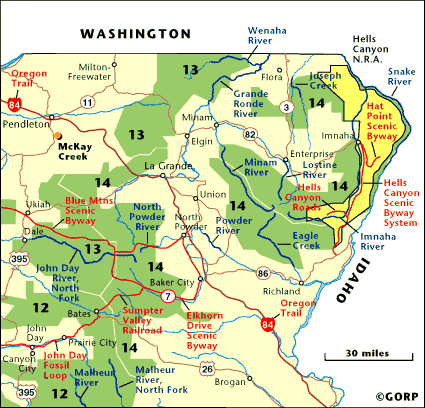 WASHINGTON
Wenaha
River
Hells
Canyon
N.R.A.
Snake
River
Oregon
Trail
84
Milton-
Freewater
13
Flora
Joseph
Creek
14
Grande
Ronde
River
3
Hat
Point
Scenic
Byway
11
Pendleton
McKay
Creek
13
Minam
82
Elgin
Imnaha
Enterprise
Lostine
River
Minam
River
La Grande
14
14
14
Union
Hells
Canyon
Roads
Hells
Canyon
Scenic
Byway
System
Ukiah
Blue Mtns
Scenic
Byway
North
Powder
River
North
Powder
Powder
River
Dale
Eagle
Creek
Imnaha
River
395
13
14
John Day
River,
North
Fork
Baker City
86
Richland
IDAHO
12
Bates
7
Sumpter
Valley
Railroad
Elkhorn
Drive
Scenic
Byway
Oregon
Trail
84
John
Day
Prairie City
Canyon
City
John Day
Fossil
Loop
14
30 miles
395
12
Malheur
River
Malheur
River,
North Fork
26
Brogan
©GORP